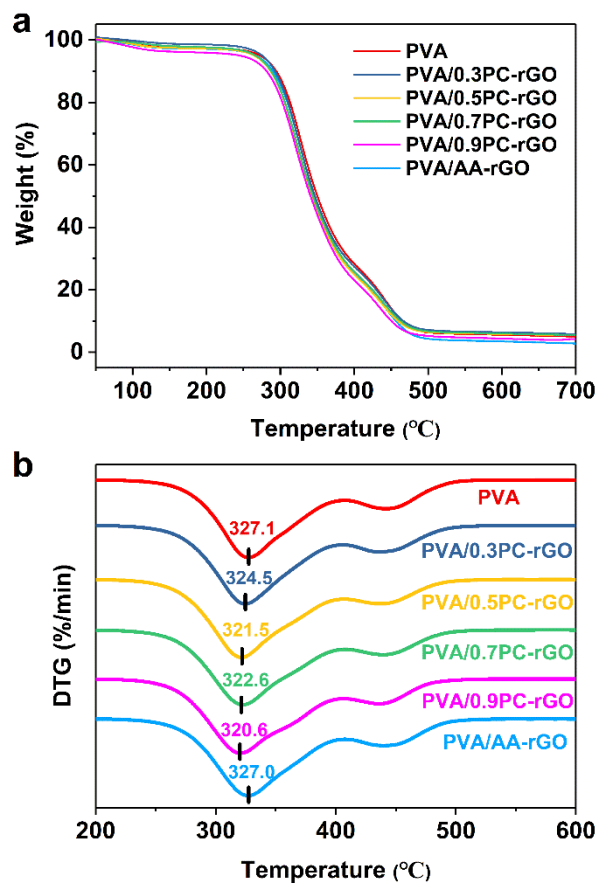 a
100
80
60
40
20
0
Weight (%)
PVA
PVA/0.3PC-rGO
PVA/0.5PC-rGO
PVA/0.7PC-rGO
PVA/0.9PC-rGO
PVA/AA-rGO
100 200 300 400 500 600 700
Temperature (℃)
b
DTG (%/min)
327.1
PVA
324.5
PVA/0.3PC-rGO
321.5
PVA/0.5PC-rGO
322.6
PVA/0.7PC-rGO
320.6
PVA/0.9PC-rGO
327.0
PVA/AA-rGO
200 300 400 500 600
Temperature (℃)